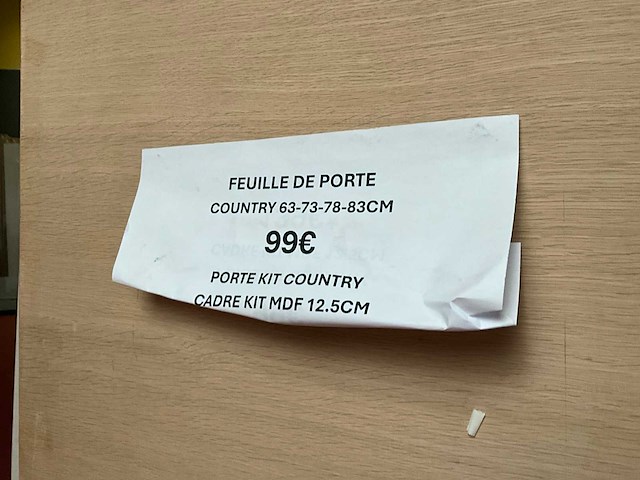 FEUILLE DE PORTE
COUNTRY 63-73-78-83CM
99€
PORTE KIT COUNTRY
CADRE KIT MDF 12.5CM